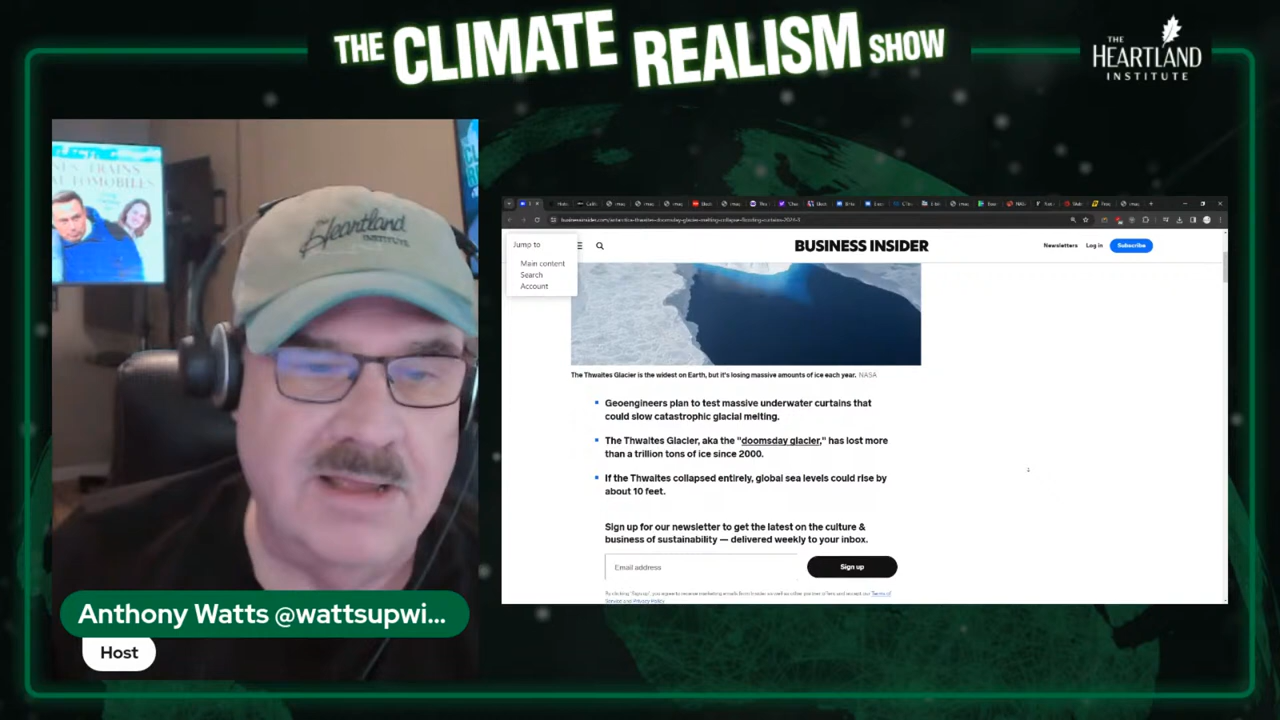 THE CLIMATE REALISM SHOW
THE
HEARTLAND
INSTITUTE
TRAINS
Heartland
INSTITUTE
Jump to
Main content
Search
Account
BUSINESS INSIDER
Newsletters Log in Subscribe
The Thwaites Glacier is the widest on Earth, but it's losing massive amounts of ice each year. NASA
Geoengineers plan to test massive underwater curtains that
could slow catastrophic glacial melting.
The Thwaites Glacier, aka the "doomsday glacier," has lost more
than a trillion tons of ice since 2000.
If the Thwaites collapsed entirely, global sea levels could rise by
about 10 feet.
Sign up for our newsletter to get the latest on the culture &
business of sustainability — delivered weekly to your inbox.
Email address
Sign up
Anthony Watts @wattsupwi...
Host